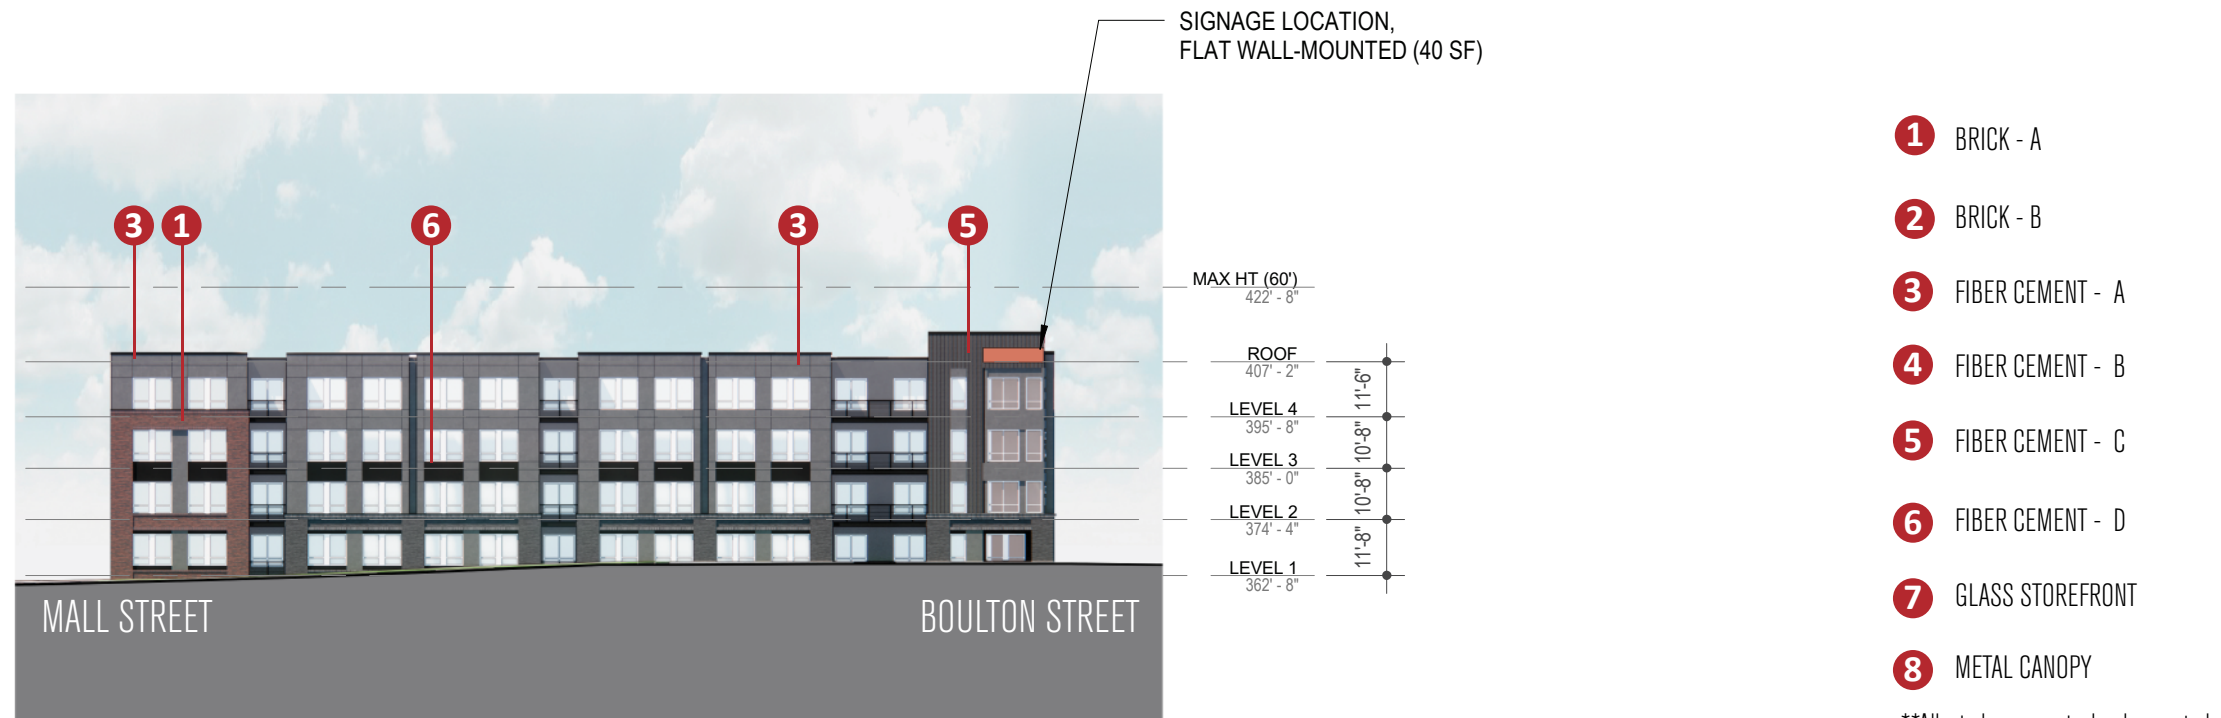 SIGNAGE LOCATION,
FLAT WALL-MOUNTED (40 SF)
3 1 6 3 5
MAX HT (60')
422' - 8"
ROOF
407' - 2"
11'-6"
LEVEL 4
395' - 8"
10'-8"
LEVEL 3
385' - 0"
10'-8"
LEVEL 2
374' - 4"
11'-8"
LEVEL 1
362' - 8"
MALL STREET
BOULTON STREET
1 BRICK - A
2 BRICK - B
3 FIBER CEMENT - A
4 FIBER CEMENT - B
5 FIBER CEMENT - C
6 FIBER CEMENT - D
7 GLASS STOREFRONT
8 METAL CANOPY